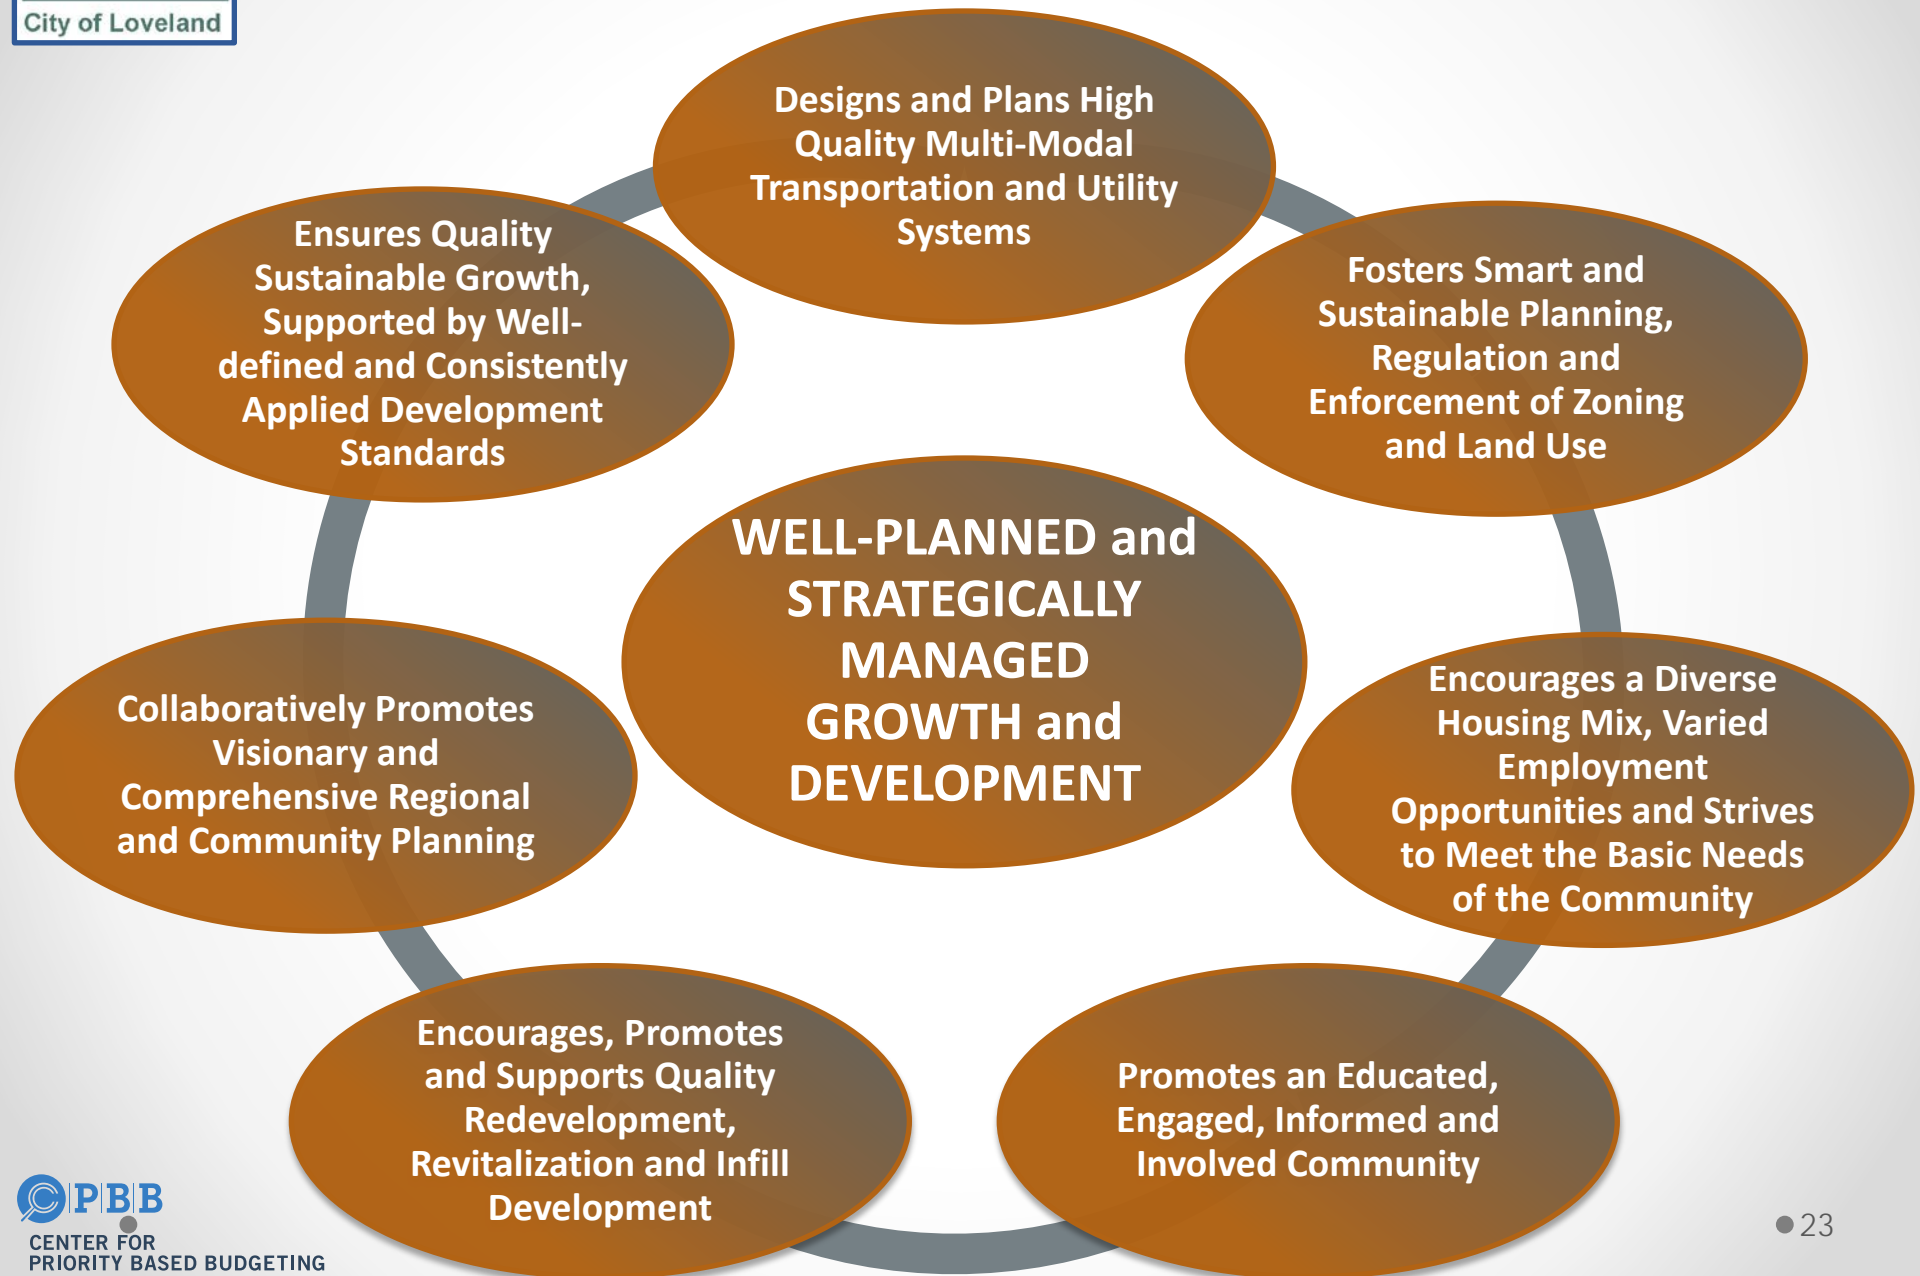 City of Loveland
Designs and Plans High
Quality Multi-Modal
Transportation and Utility
Systems
Ensures Quality
Sustainable Growth,
Supported by Well-
defined and Consistently
Applied Development
Standards
Fosters Smart and
Sustainable Planning,
Regulation and
Enforcement of Zoning
and Land Use
WELL-PLANNED and
STRATEGICALLY
MANAGED
GROWTH and
DEVELOPMENT
Collaboratively Promotes
Visionary and
Comprehensive Regional
and Community Planning
Encourages a Diverse
Housing Mix, Varied
Employment
Opportunities and Strives
to Meet the Basic Needs
of the Community
Encourages, Promotes
and Supports Quality
Redevelopment,
Revitalization and Infill
Development
Promotes an Educated,
Engaged, Informed and
Involved Community
PBB
CENTER FOR
PRIORITY BASED BUDGETING
23